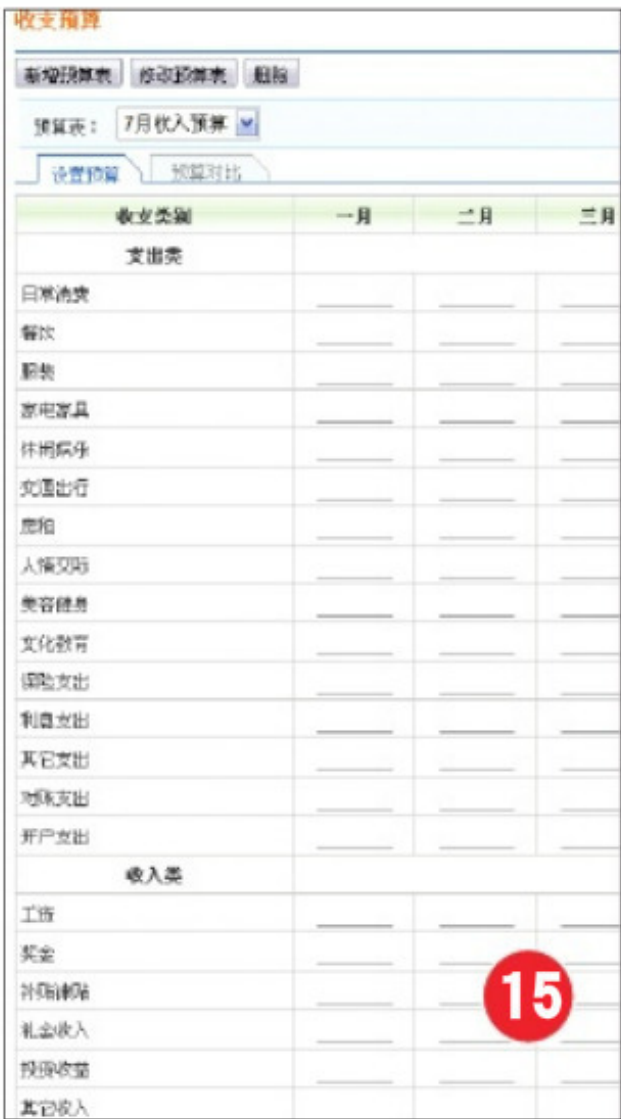 收支预算
新增预算表 修改预算表 删除
预算表： 7月收入预算
设置预算 预算对比
收支类别 一月 二月 三月
支出类
日常消费
餐饮
服装
家电家具
休闲娱乐
交通出行
房租
人情交际
美容健身
文化教育
保险支出
利息支出
其它支出
对账支出
开户支出
收入类
工资
奖金
补贴津贴
礼金收入
投资收益
其它收入
15